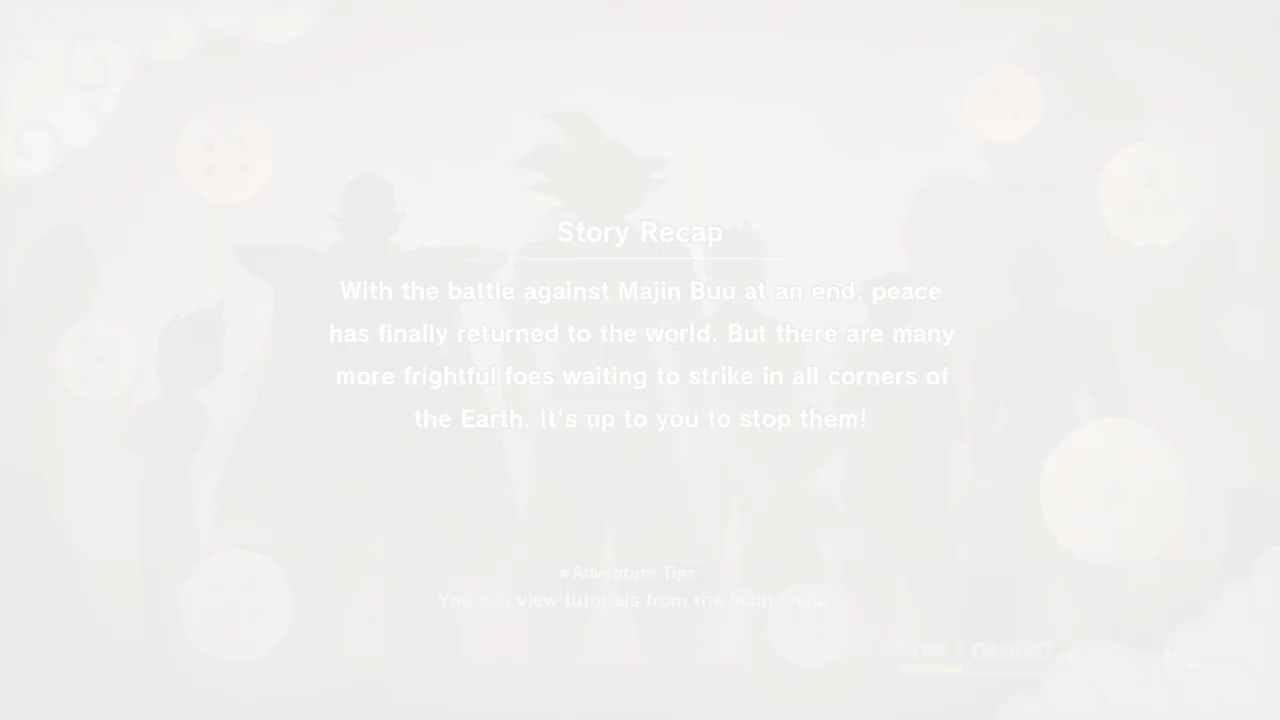 Story Recap
With the battle against Majin Buu at an end, peace
has finally returned to the world. But there are many
more frightful foes waiting to strike in all corners of
the Earth. It's up to you to stop them!
★Adventure Tips
You can view tutorials from the main menu.
NOW LOADING